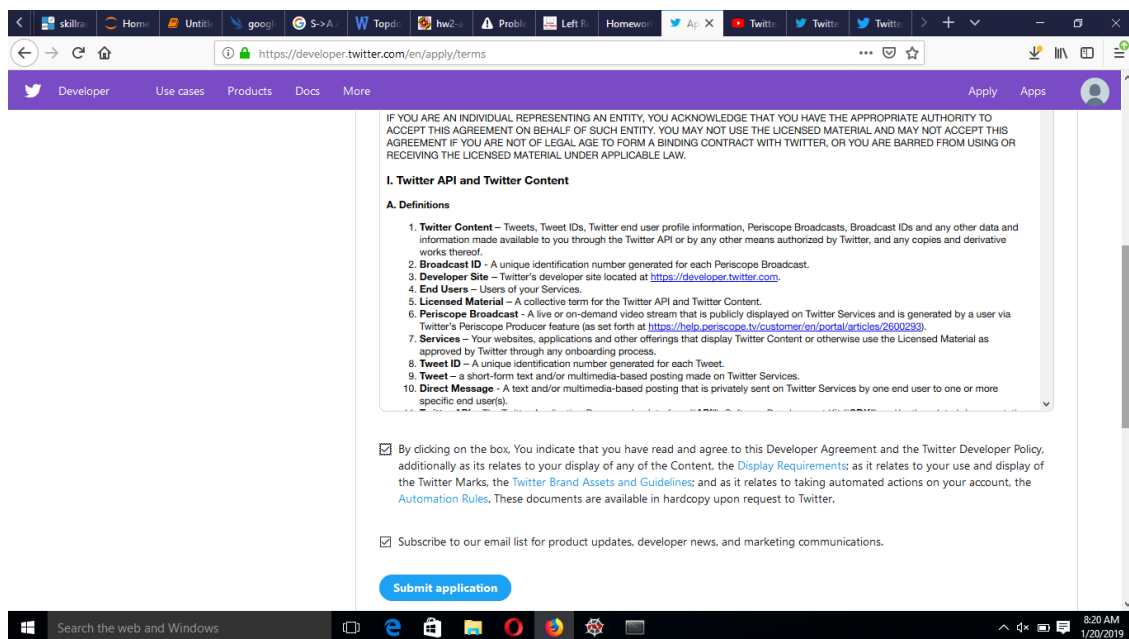 skillrac
Home
Untitle
googl
S->A /
Topdo
hw2-a
Proble
Left Re
Homewor
Ap
Twitte
Twitte
Twitte
https://developer.twitter.com/en/apply/terms
Developer Use cases Products Docs More Apply Apps
IF YOU ARE AN INDIVIDUAL REPRESENTING AN ENTITY, YOU ACKNOWLEDGE THAT YOU HAVE THE APPROPRIATE AUTHORITY TO
ACCEPT THIS AGREEMENT ON BEHALF OF SUCH ENTITY. YOU MAY NOT USE THE LICENSED MATERIAL AND MAY NOT ACCEPT THIS
AGREEMENT IF YOU ARE NOT OF LEGAL AGE TO FORM A BINDING CONTRACT WITH TWITTER, OR YOU ARE BARRED FROM USING OR
RECEIVING THE LICENSED MATERIAL UNDER APPLICABLE LAW.
I. Twitter API and Twitter Content
A. Definitions
1. Twitter Content – Tweets, Tweet IDs, Twitter end user profile information, Periscope Broadcasts, Broadcast IDs and any other data and
information made available to you through the Twitter API or by any other means authorized by Twitter, and any copies and derivative
works thereof.
2. Broadcast ID - A unique identification number generated for each Periscope Broadcast.
3. Developer Site – Twitter's developer site located at https://developer.twitter.com.
4. End Users – Users of your Services.
5. Licensed Material – A collective term for the Twitter API and Twitter Content.
6. Periscope Broadcast - A live or on-demand video stream that is publicly displayed on Twitter Services and is generated by a user via
Twitter's Periscope Producer feature (as set forth at https://help.periscope.tv/customer/en/portal/articles/2600293).
7. Services – Your websites, applications and other offerings that display Twitter Content or otherwise use the Licensed Material as
approved by Twitter through any onboarding process.
8. Tweet ID – A unique identification number generated for each Tweet.
9. Tweet – a short-form text and/or multimedia-based posting made on Twitter Services.
10. Direct Message - A text and/or multimedia-based posting that is privately sent on Twitter Services by one end user to one or more
specific end user(s).
By clicking on the box, You indicate that you have read and agree to this Developer Agreement and the Twitter Developer Policy,
additionally as its relates to your display of any of the Content, the Display Requirements; as it relates to your use and display of
the Twitter Marks, the Twitter Brand Assets and Guidelines; and as it relates to taking automated actions on your account, the
Automation Rules. These documents are available in hardcopy upon request to Twitter.
Subscribe to our email list for product updates, developer news, and marketing communications.
Submit application
Search the web and Windows
8:20 AM
1/20/2019